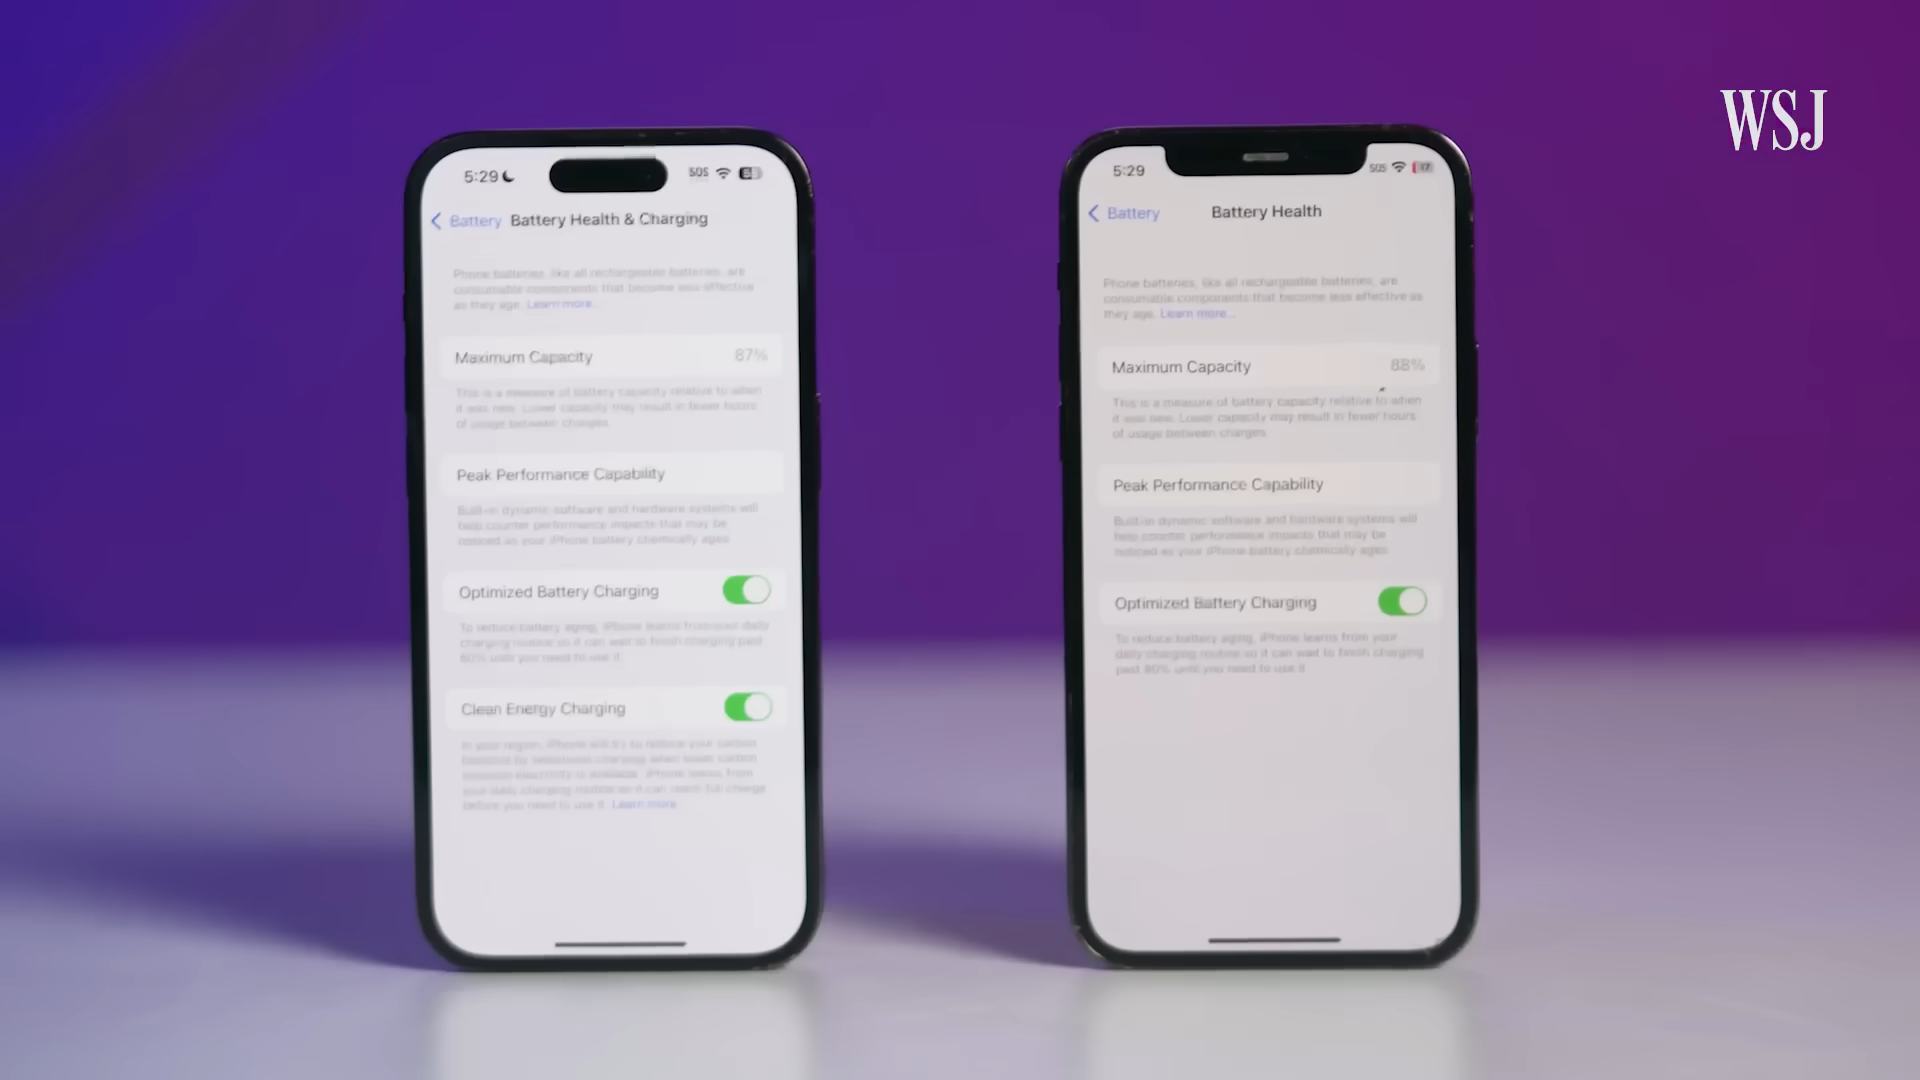 WSJ
5:29
SOS
Battery
Battery Health & Charging
Phone batteries, like all rechargeable batteries, are
consumable components that become less effective
as they age. Learn more...
Maximum Capacity
87%
This is a measure of battery capacity relative to when
it was new. Lower capacity may result in fewer hours
of usage between charges.
Peak Performance Capability
Built-in dynamic software and hardware systems will
help counter performance impacts that may be
noticed as your iPhone battery chemically ages.
Optimized Battery Charging
To reduce battery aging, iPhone learns from your daily
charging routine so it can wait to finish charging past
80% until you need to use it.
Clean Energy Charging
In your region, iPhone will try to reduce your carbon
footprint by selectively charging when lower carbon
emission electricity is available. iPhone learns from
your daily charging routine so it can reach full charge
before you need to use it. Learn more...
5:29
SOS
17
Battery
Battery Health
Phone batteries, like all rechargeable batteries, are
consumable components that become less effective as
they age. Learn more...
Maximum Capacity
88%
This is a measure of battery capacity relative to when
it was new. Lower capacity may result in fewer hours
of usage between charges.
Peak Performance Capability
Built-in dynamic software and hardware systems will
help counter performance impacts that may be
noticed as your iPhone battery chemically ages.
Optimized Battery Charging
To reduce battery aging, iPhone learns from your
daily charging routine so it can wait to finish charging
past 80% until you need to use it.